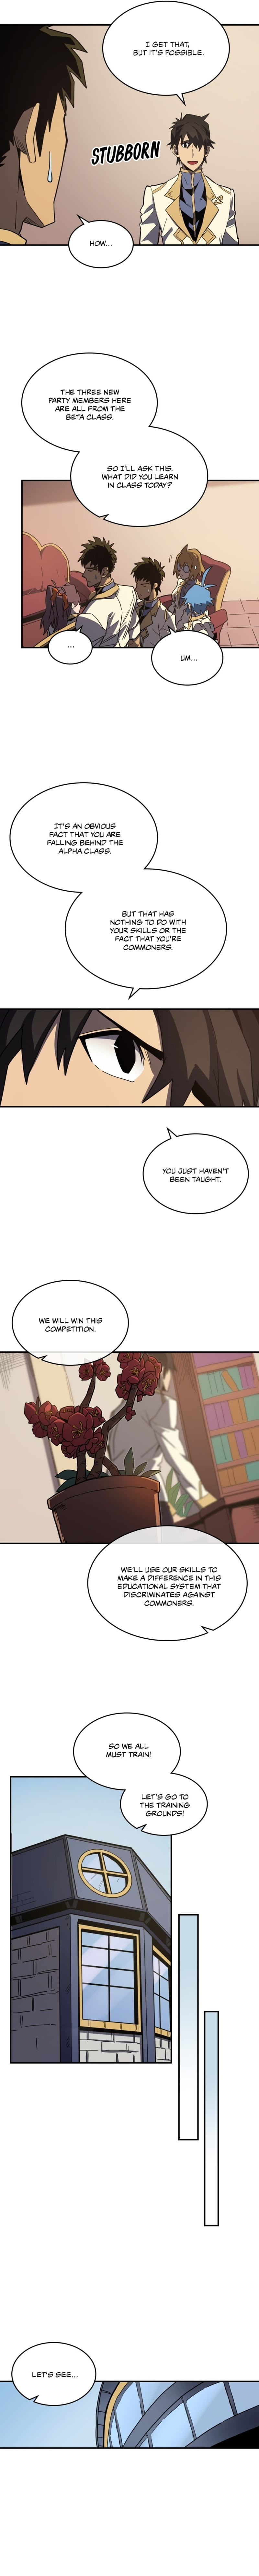 I GET THAT,
BUT IT'S POSSIBLE.
STUBBORN
HOW...
THE THREE NEW
PARTY MEMBERS HERE
ARE ALL FROM THE
BETA CLASS.
SO I'LL ASK THIS.
WHAT DID YOU LEARN
IN CLASS TODAY?
...
UM...
IT'S AN OBVIOUS
FACT THAT YOU ARE
FALLING BEHIND THE
ALPHA CLASS.
BUT THAT HAS
NOTHING TO DO WITH
YOUR SKILLS OR THE
FACT THAT YOU'RE
COMMONERS.
YOU JUST HAVEN'T
BEEN TAUGHT.
WE WILL WIN THIS
COMPETITION.
WE'LL USE OUR SKILLS TO
MAKE A DIFFERENCE IN THIS
EDUCATIONAL SYSTEM THAT
DISCRIMINATES AGAINST
COMMONERS.
SO WE ALL
MUST TRAIN!
LET'S GO TO
THE TRAINING
GROUNDS!
LET'S SEE...